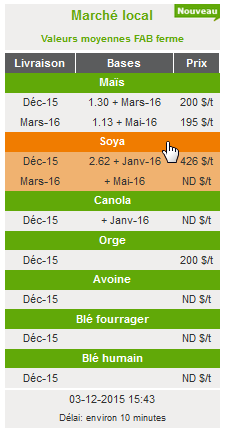 Nouveau
Marché local
Valeurs moyennes FAB ferme
Livraison Bases Prix
Maïs
Déc-15 1.30 + Mars-16 200 $/t
Mars-16 1.13 + Mai-16 195 $/t
Soya
Déc-15 2.62 + Janv-16 426 $/t
Mars-16 + Mai-16 ND $/t
Canola
Déc-15 + Janv-16 ND $/t
Orge
Déc-15 200 $/t
Avoine
Déc-15 ND $/t
Blé fourrager
Déc-15 ND $/t
Blé humain
Déc-15 ND $/t
03-12-2015 15:43
Délai: environ 10 minutes